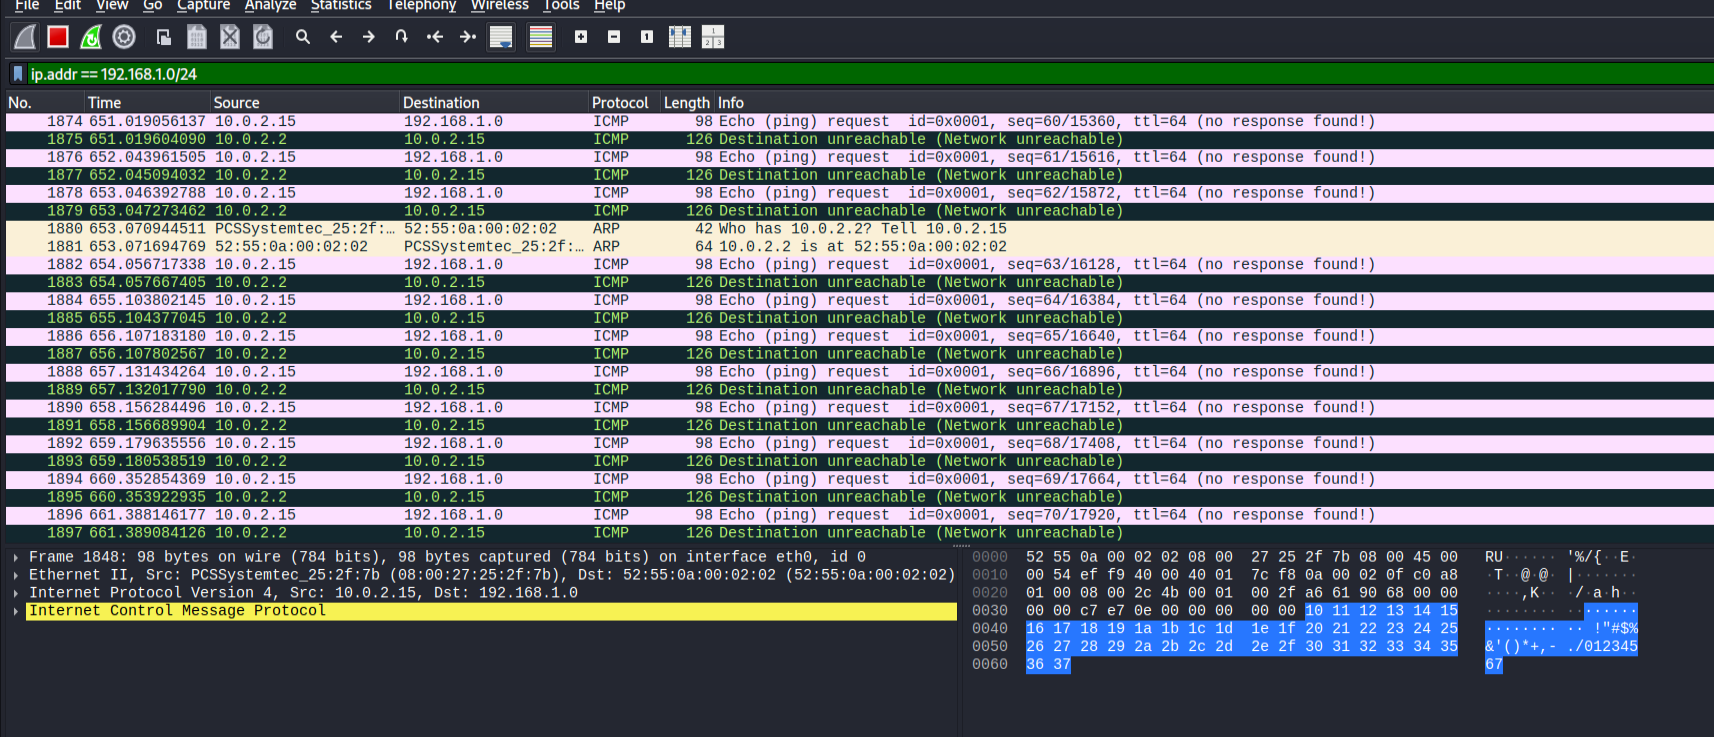 File Edit View Go Capture Analyze Statistics Telephony Wireless Tools Help
ip.addr == 192.168.1.0/24
No. Time Source Destination Protocol Length Info
1874 651.019056137 10.0.2.15 192.168.1.0 ICMP 98 Echo (ping) request id=0x0001, seq=60/15360, ttl=64 (no response found!)
1875 651.019604090 10.0.2.2 10.0.2.15 ICMP 126 Destination unreachable (Network unreachable)
1876 652.043961505 10.0.2.15 192.168.1.0 ICMP 98 Echo (ping) request id=0x0001, seq=61/15616, ttl=64 (no response found!)
1877 652.045094032 10.0.2.2 10.0.2.15 ICMP 126 Destination unreachable (Network unreachable)
1878 653.046392788 10.0.2.15 192.168.1.0 ICMP 98 Echo (ping) request id=0x0001, seq=62/15872, ttl=64 (no response found!)
1879 653.047273462 10.0.2.2 10.0.2.15 ICMP 126 Destination unreachable (Network unreachable)
1880 653.070944511 PCSSystemtec_25:2f:… 52:55:0a:00:02:02 ARP 42 Who has 10.0.2.2? Tell 10.0.2.15
1881 653.071694769 52:55:0a:00:02:02 PCSSystemtec_25:2f:… ARP 64 10.0.2.2 is at 52:55:0a:00:02:02
1882 654.056717338 10.0.2.15 192.168.1.0 ICMP 98 Echo (ping) request id=0x0001, seq=63/16128, ttl=64 (no response found!)
1883 654.057667405 10.0.2.2 10.0.2.15 ICMP 126 Destination unreachable (Network unreachable)
1884 655.103802145 10.0.2.15 192.168.1.0 ICMP 98 Echo (ping) request id=0x0001, seq=64/16384, ttl=64 (no response found!)
1885 655.104377045 10.0.2.2 10.0.2.15 ICMP 126 Destination unreachable (Network unreachable)
1886 656.107183180 10.0.2.15 192.168.1.0 ICMP 98 Echo (ping) request id=0x0001, seq=65/16640, ttl=64 (no response found!)
1887 656.107802567 10.0.2.2 10.0.2.15 ICMP 126 Destination unreachable (Network unreachable)
1888 657.131434264 10.0.2.15 192.168.1.0 ICMP 98 Echo (ping) request id=0x0001, seq=66/16896, ttl=64 (no response found!)
1889 657.132017790 10.0.2.2 10.0.2.15 ICMP 126 Destination unreachable (Network unreachable)
1890 658.156284496 10.0.2.15 192.168.1.0 ICMP 98 Echo (ping) request id=0x0001, seq=67/17152, ttl=64 (no response found!)
1891 658.156689904 10.0.2.2 10.0.2.15 ICMP 126 Destination unreachable (Network unreachable)
1892 659.179635556 10.0.2.15 192.168.1.0 ICMP 98 Echo (ping) request id=0x0001, seq=68/17408, ttl=64 (no response found!)
1893 659.180538519 10.0.2.2 10.0.2.15 ICMP 126 Destination unreachable (Network unreachable)
1894 660.352854369 10.0.2.15 192.168.1.0 ICMP 98 Echo (ping) request id=0x0001, seq=69/17664, ttl=64 (no response found!)
1895 660.353922935 10.0.2.2 10.0.2.15 ICMP 126 Destination unreachable (Network unreachable)
1896 661.388146177 10.0.2.15 192.168.1.0 ICMP 98 Echo (ping) request id=0x0001, seq=70/17920, ttl=64 (no response found!)
1897 661.389084126 10.0.2.2 10.0.2.15 ICMP 126 Destination unreachable (Network unreachable)
Frame 1848: 98 bytes on wire (784 bits), 98 bytes captured (784 bits) on interface eth0, id 0
Ethernet II, Src: PCSSystemtec_25:2f:7b (08:00:27:25:2f:7b), Dst: 52:55:0a:00:02:02 (52:55:0a:00:02:02)
Internet Protocol Version 4, Src: 10.0.2.15, Dst: 192.168.1.0
Internet Control Message Protocol
0000 52 55 0a 00 02 02 08 00 27 25 2f 7b 08 00 45 00 RU······ '%/{··E·
0010 00 54 ef f9 40 00 40 01 7c f8 0a 00 02 0f c0 a8 ·T··@·@· |·······
0020 01 00 08 00 2c 4b 00 01 00 2f a6 61 90 68 00 00 ····,K·· ·/·a·h··
0030 00 00 c7 e7 0e 00 00 00 00 00 10 11 12 13 14 15 ········ ········
0040 16 17 18 19 1a 1b 1c 1d 1e 1f 20 21 22 23 24 25 ········ ·· !"#$%
0050 26 27 28 29 2a 2b 2c 2d 2e 2f 30 31 32 33 34 35 &'()*+,- ./012345
0060 36 37 67